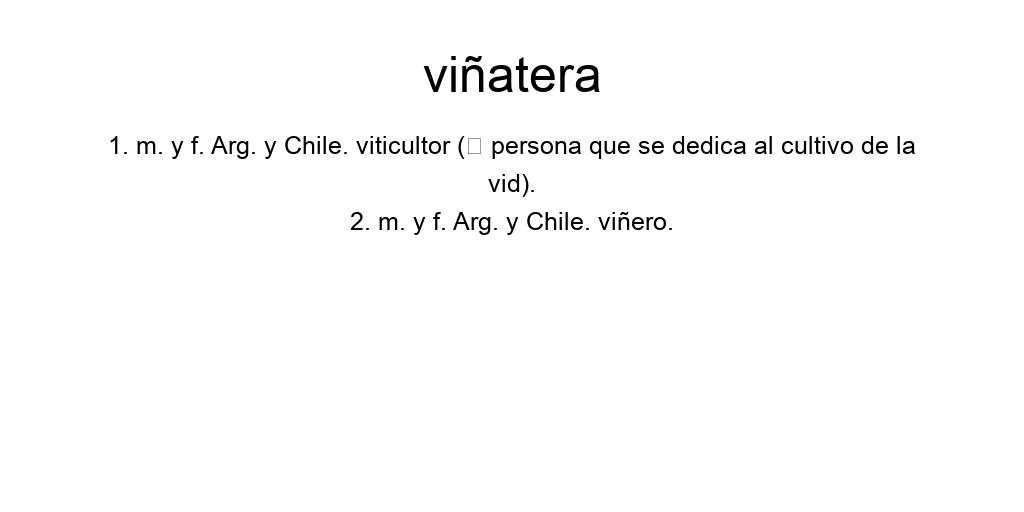 viñatera
1. m. y f. Arg. y Chile. viticultor (□ persona que se dedica al cultivo de la
vid).
2. m. y f. Arg. y Chile. viñero.